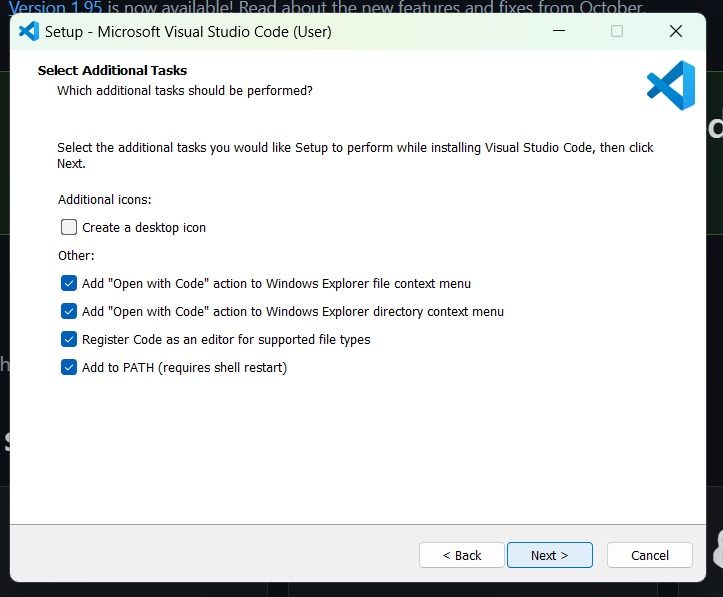 Version 1.95 is now available! Read about the new features and fixes from October.
Setup - Microsoft Visual Studio Code (User)
Select Additional Tasks
Which additional tasks should be performed?
Select the additional tasks you would like Setup to perform while installing Visual Studio Code, then click
Next.
Additional icons:
Create a desktop icon
Other:
Add "Open with Code" action to Windows Explorer file context menu
Add "Open with Code" action to Windows Explorer directory context menu
Register Code as an editor for supported file types
Add to PATH (requires shell restart)
< Back
Next >
Cancel